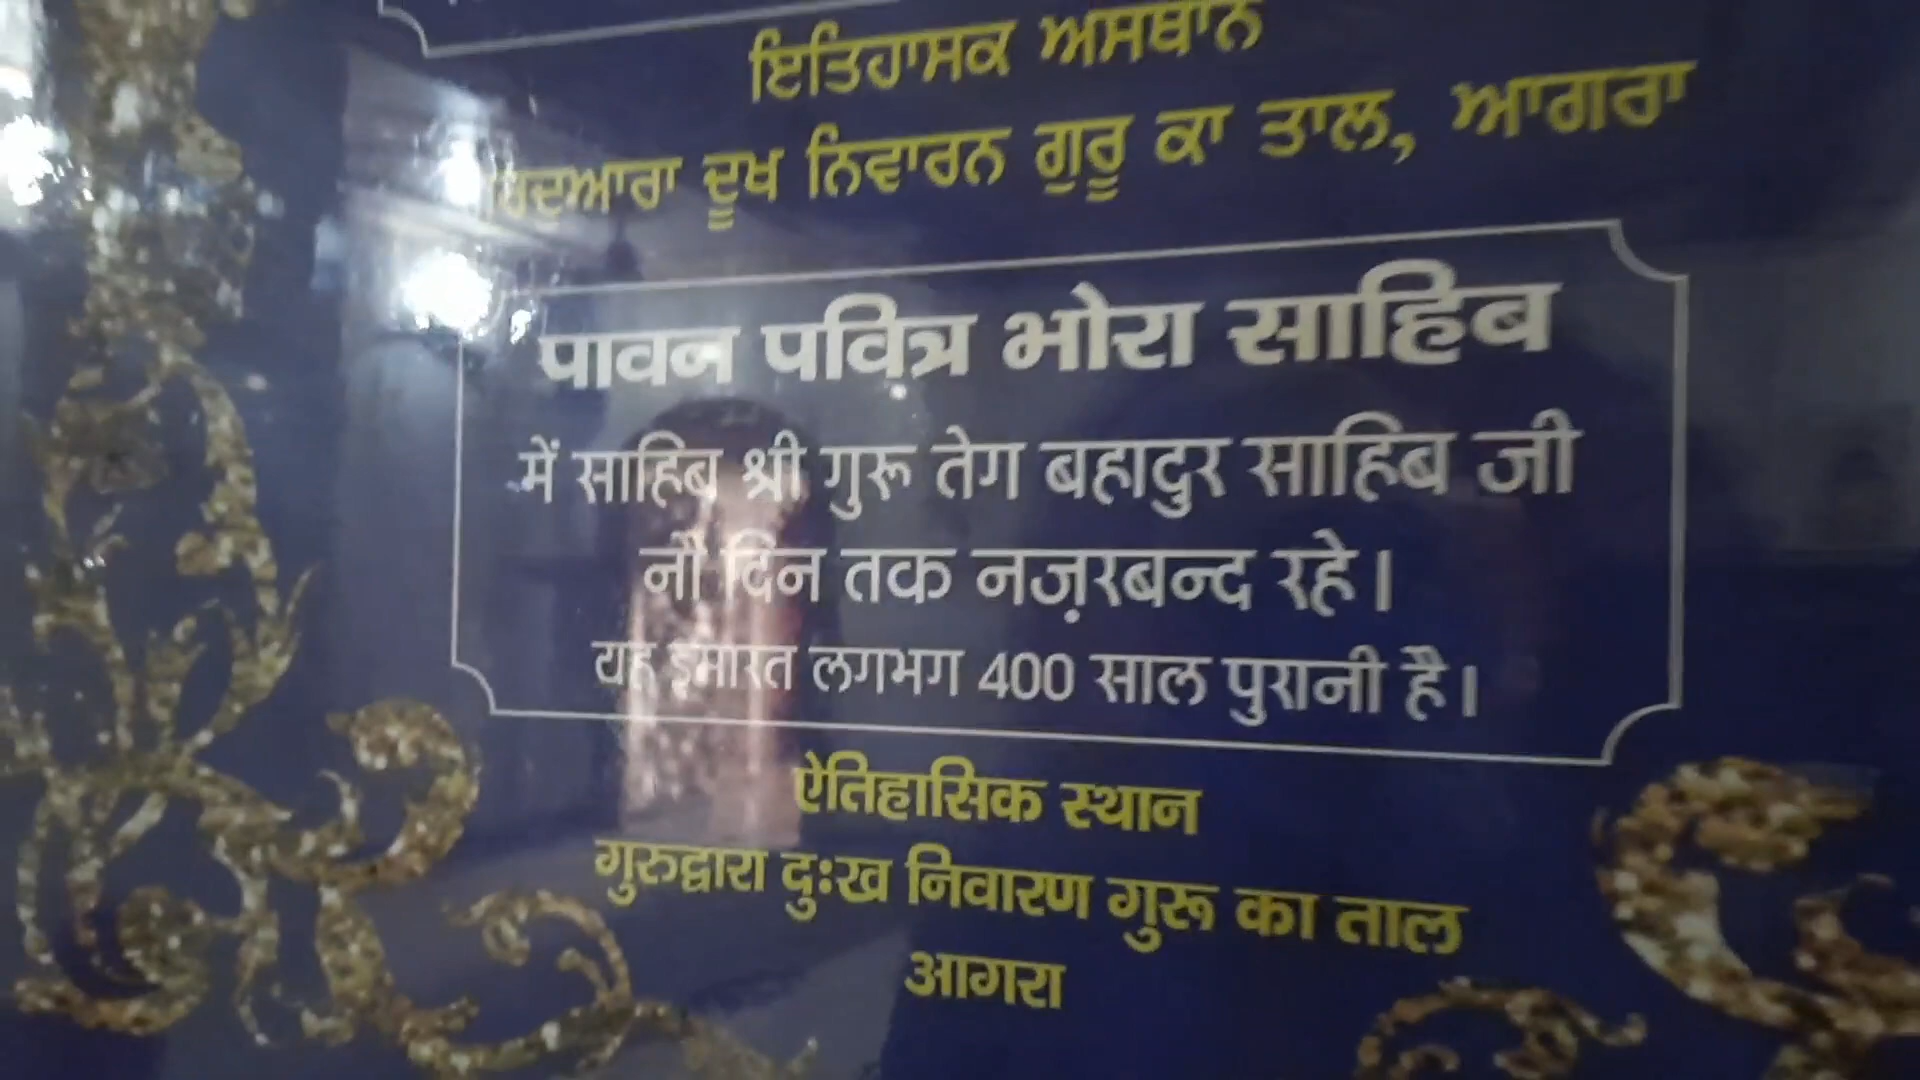 ਇਤਿਹਾਸਕ ਅਸਥਾਨ
ਗੁਰਦੁਆਰਾ ਦੂਖ ਨਿਵਾਰਨ ਗੁਰੂ ਕਾ ਤਾਲ, ਆਗਰਾ
पावन पवित्र भोरा साहिब
में साहिब श्री गुरू तेग बहादुर साहिब जी
नौ दिन तक नज़रबन्द रहे।
यह इमारत लगभग 400 साल पुरानी है।
ऐतिहासिक स्थान
गुरुद्वारा दुःख निवारण गुरू का ताल
आगरा